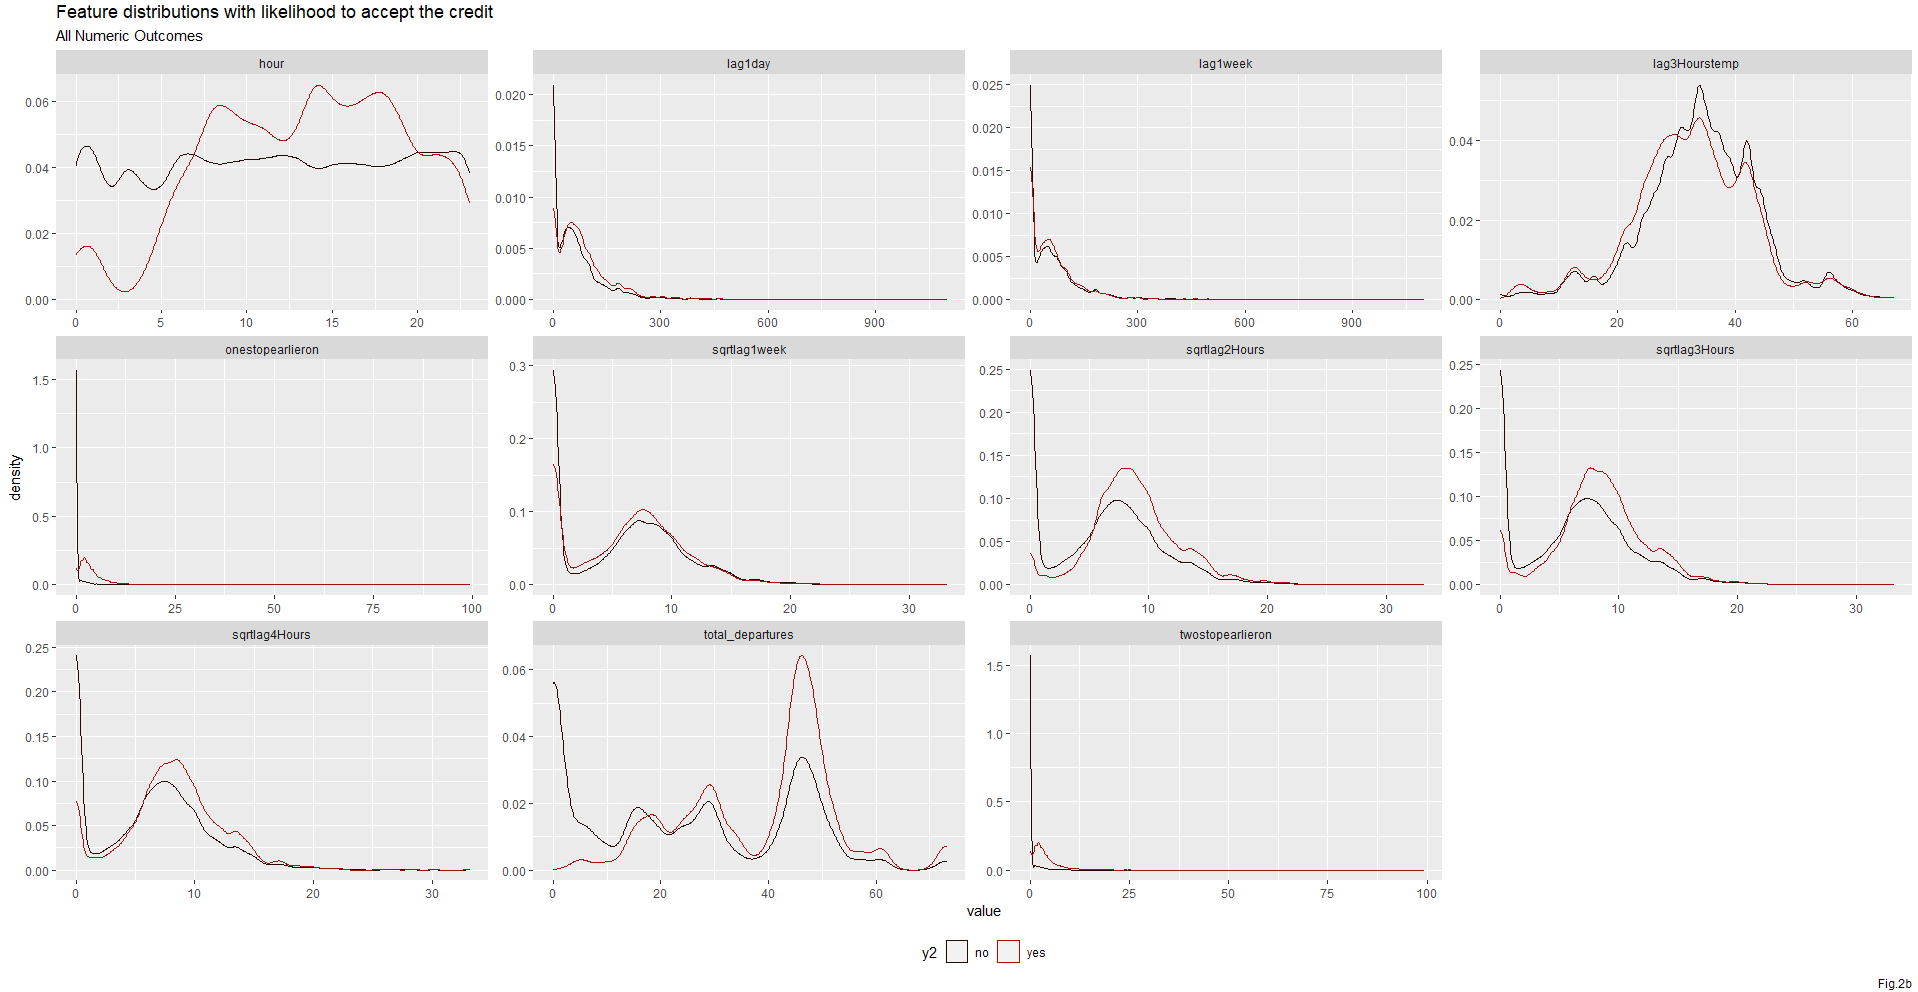 Feature distributions with likelihood to accept the credit
All Numeric Outcomes
hour
lag1day
lag1week
lag3Hourstemp
0.06
0.04
0.02
0.00
0 5 10 15 20
0.020
0.015
0.010
0.005
0.000
0 300 600 900
0.025
0.020
0.015
0.010
0.005
0.000
0 300 600 900
0.04
0.02
0.00
0 20 40 60
onestopearlieron
sqrtlag1week
sqrtlag2Hours
sqrtlag3Hours
density
1.5
1.0
0.5
0.0
0 25 50 75 100
0.3
0.2
0.1
0.0
0 10 20 30
0.25
0.20
0.15
0.10
0.05
0.00
0 10 20 30
0.25
0.20
0.15
0.10
0.05
0.00
0 10 20 30
sqrtlag4Hours
total_departures
twostopearlieron
0.25
0.20
0.15
0.10
0.05
0.00
0 10 20 30
0.06
0.04
0.02
0.00
0 20 40 60
1.5
1.0
0.5
0.0
0 25 50 75 100
value
y2 no yes
Fig.2b